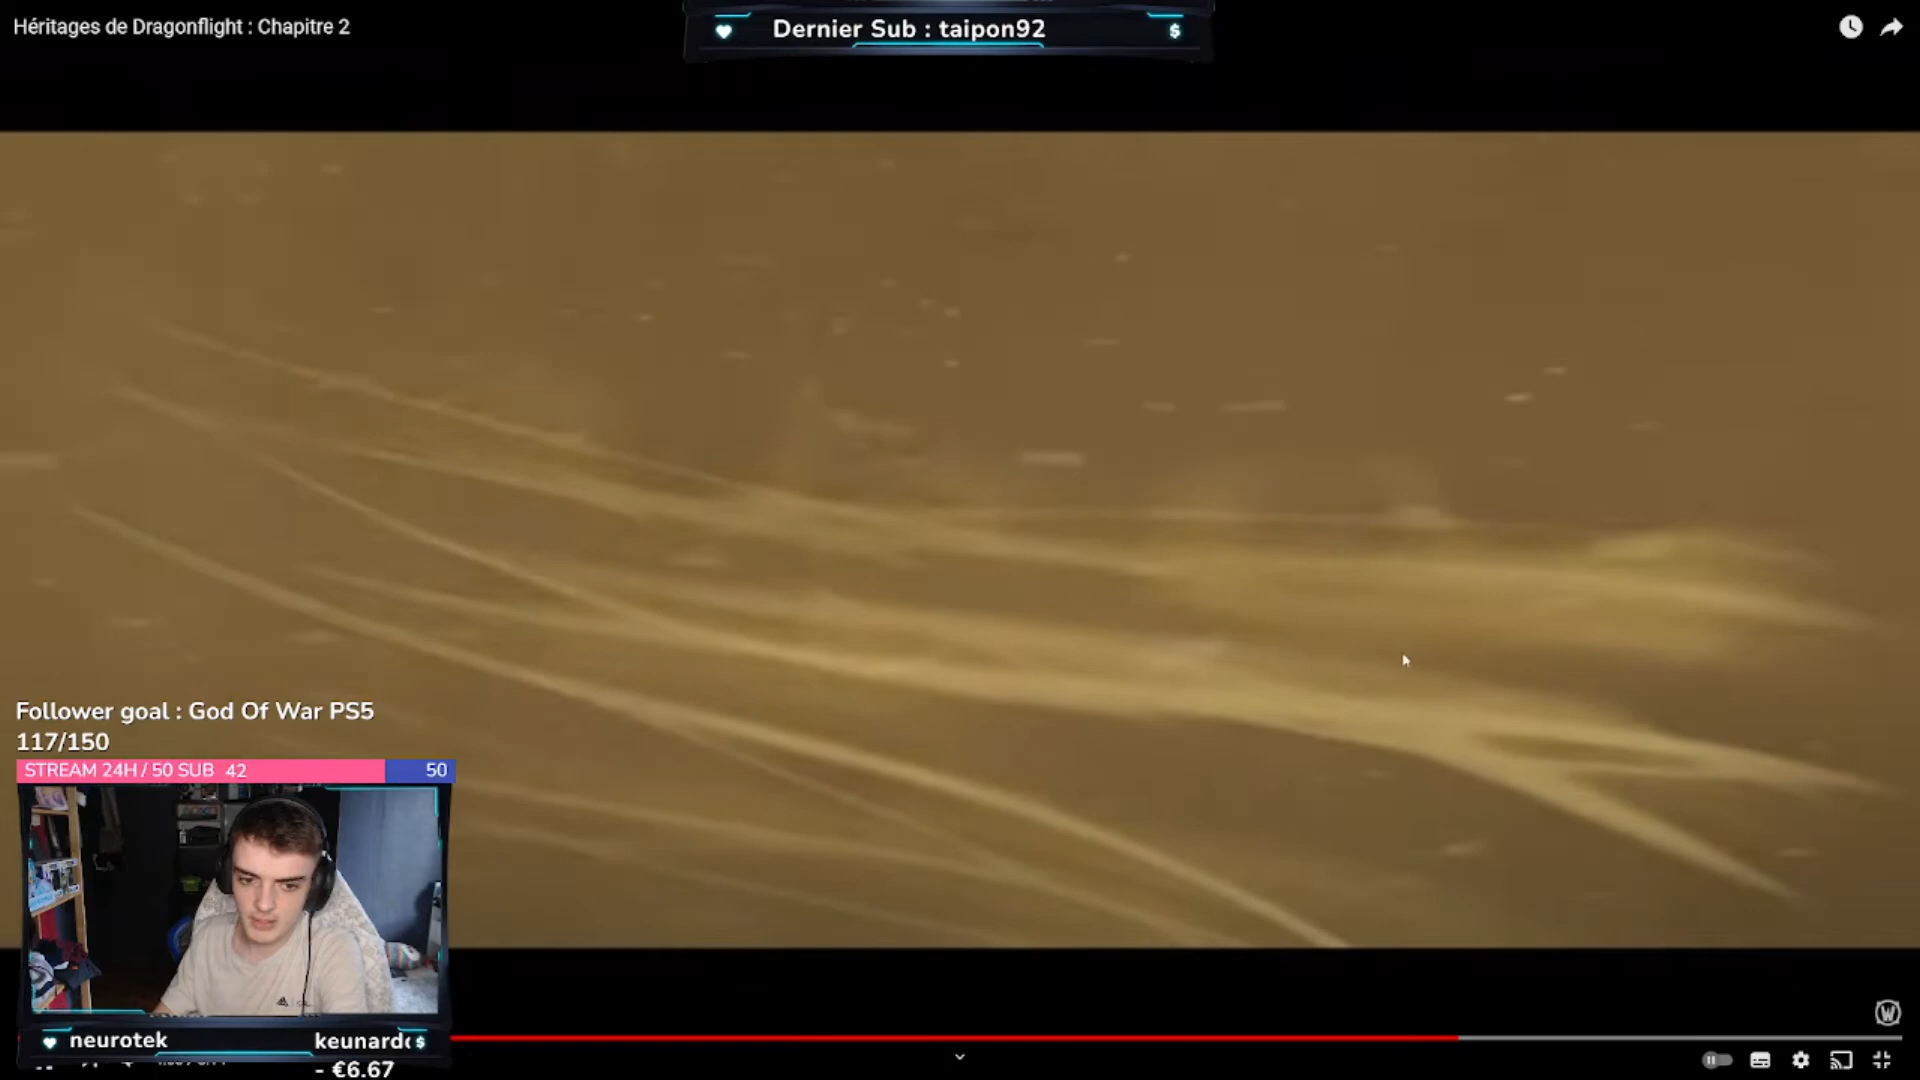 Héritages de Dragonflight : Chapitre 2
Dernier Sub : taipon92
Follower goal : God Of War PS5
117/150
STREAM 24H / 50 SUB 42
50
neurotek
keunard
- €6.67